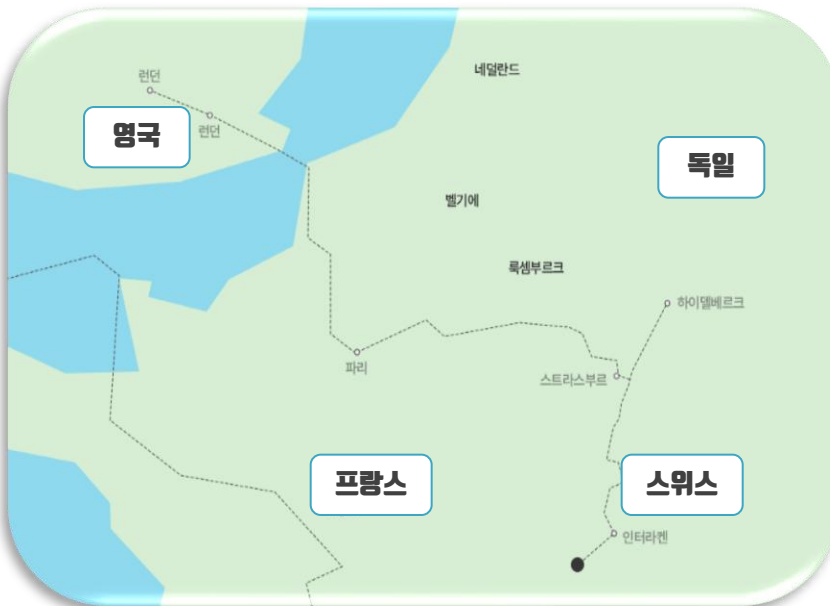 런던
네덜란드
영국
런던
독일
벨기에
룩셈부르크
하이델베르크
파리
스트라스부르
프랑스
스위스
인터라켄